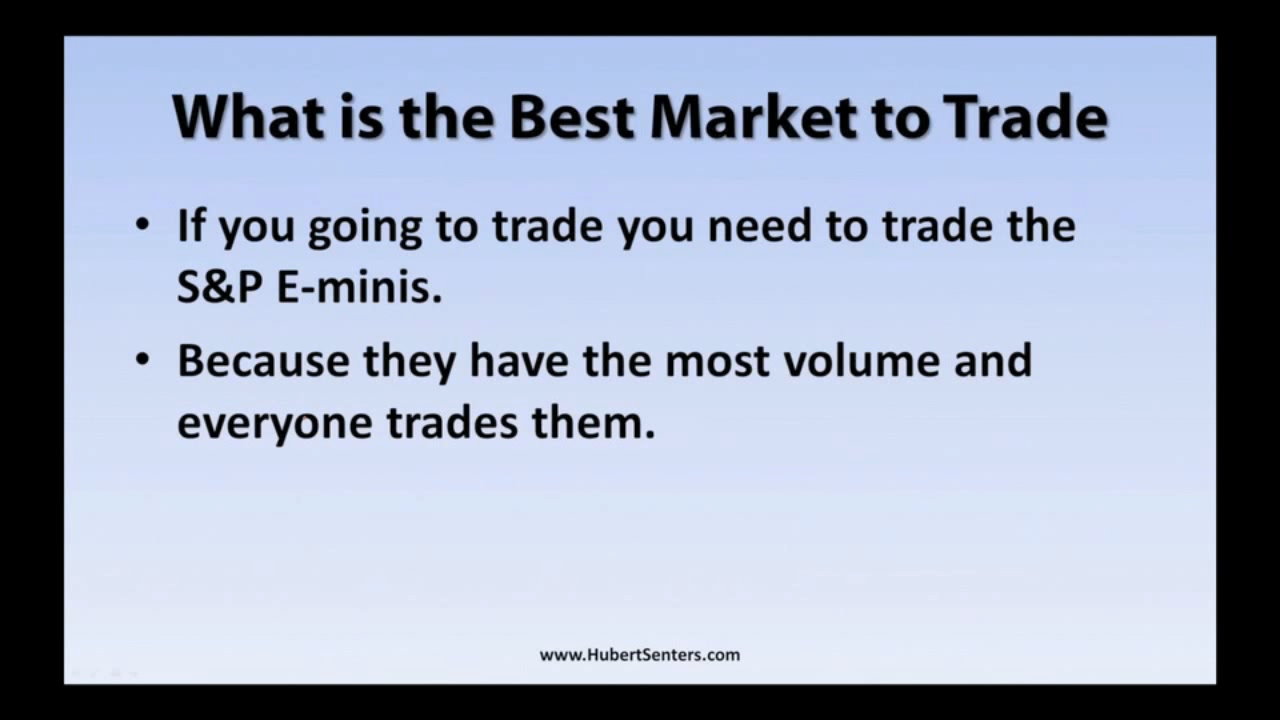 What is the Best Market to Trade
• If you going to trade you need to trade the
S&P E-minis.
• Because they have the most volume and
everyone trades them.
www.HubertSenters.com